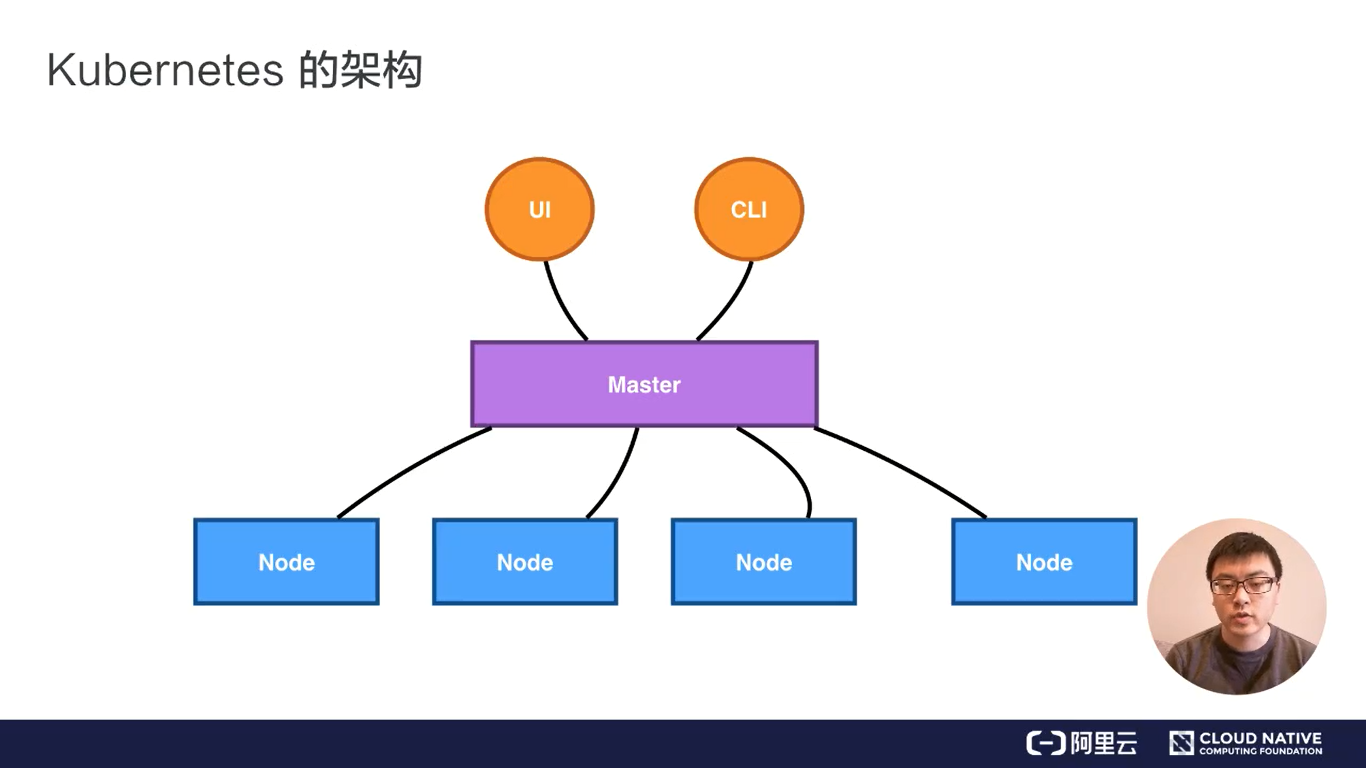 Kubernetes 的架构
UI
CLI
Master
Node
Node
Node
Node
阿里云
CLOUD NATIVE
COMPUTING FOUNDATION